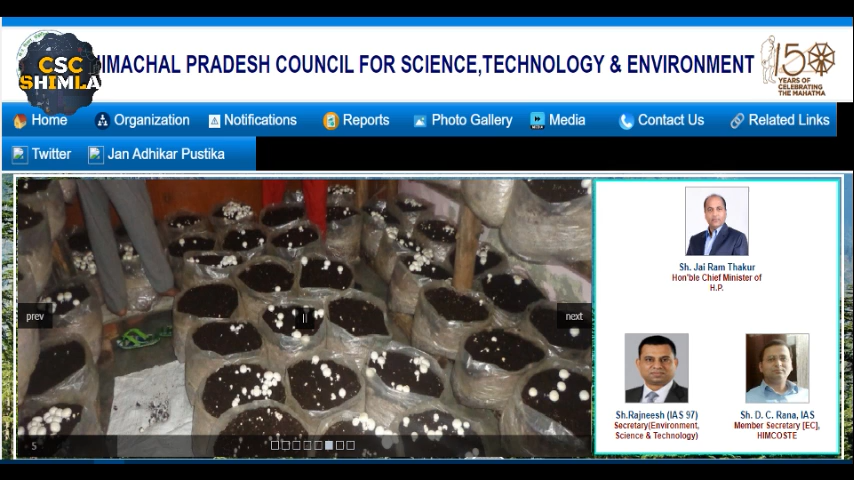 CSC
SHIMLA
HIMACHAL PRADESH COUNCIL FOR SCIENCE,TECHNOLOGY & ENVIRONMENT
150
YEARS OF
CELEBRATING
THE MAHATMA
Home
Organization
Notifications
Reports
Photo Gallery
Media
Contact Us
Related Links
Twitter
Jan Adhikar Pustika
prev
next
5
Sh. Jai Ram Thakur
Hon'ble Chief Minister of
H.P.
Sh.Rajneesh (IAS 97)
Secretary(Environment,
Science & Technology)
Sh. D. C. Rana, IAS
Member Secretary [EC],
HIMCOSTE